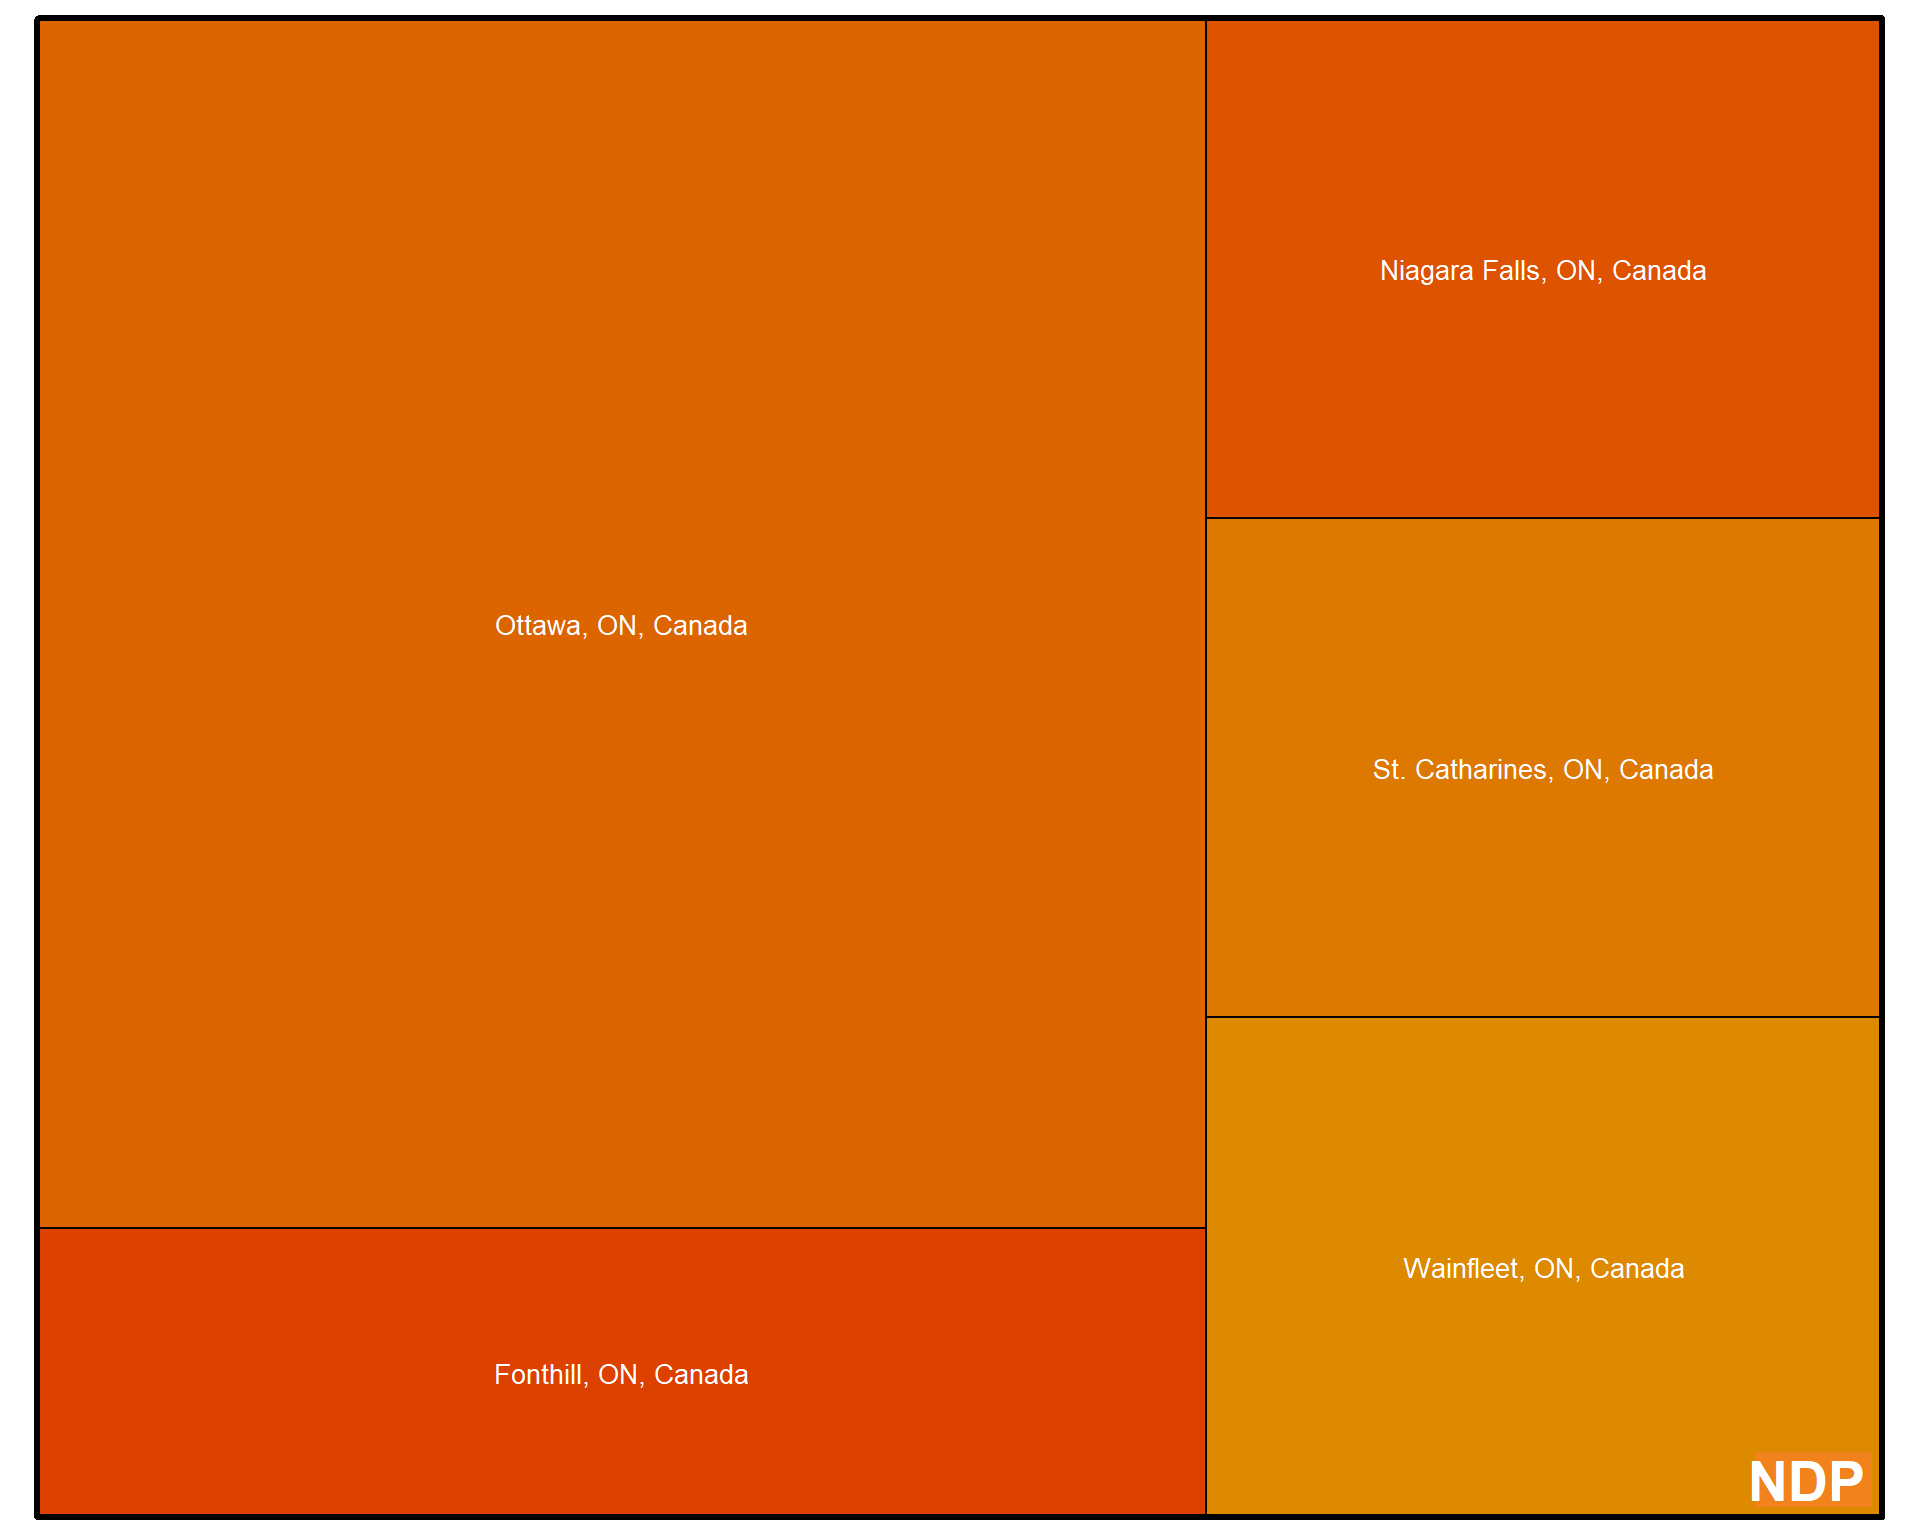 Ottawa, ON, Canada
Fonthill, ON, Canada
Niagara Falls, ON, Canada
St. Catharines, ON, Canada
Wainfleet, ON, Canada
NDP